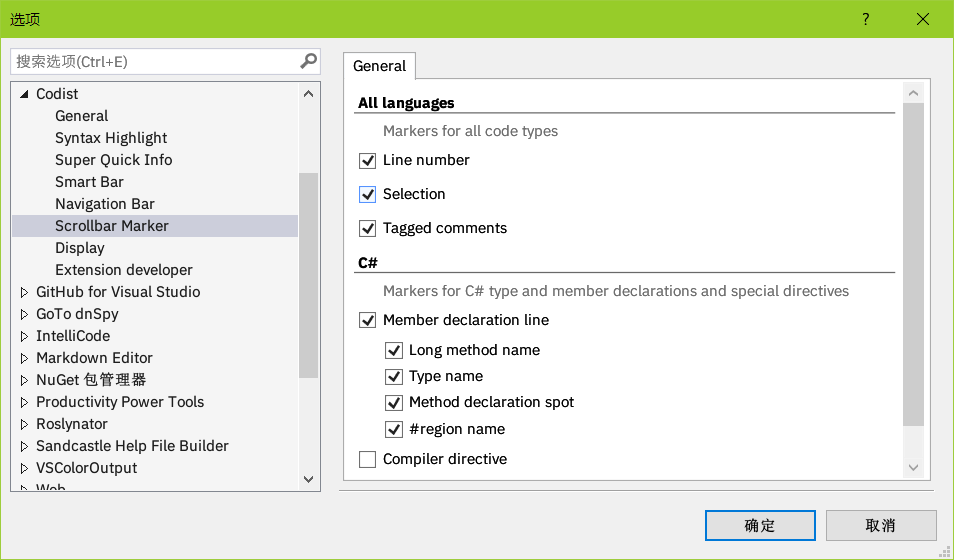 选项
搜索选项(Ctrl+E)
Codist
General
Syntax Highlight
Super Quick Info
Smart Bar
Navigation Bar
Scrollbar Marker
Display
Extension developer
GitHub for Visual Studio
GoTo dnSpy
IntelliCode
Markdown Editor
NuGet 包管理器
Productivity Power Tools
Roslynator
Sandcastle Help File Builder
VSColorOutput
Web
General
All languages
Markers for all code types
Line number
Selection
Tagged comments
C#
Markers for C# type and member declarations and special directives
Member declaration line
Long method name
Type name
Method declaration spot
#region name
Compiler directive
确定
取消